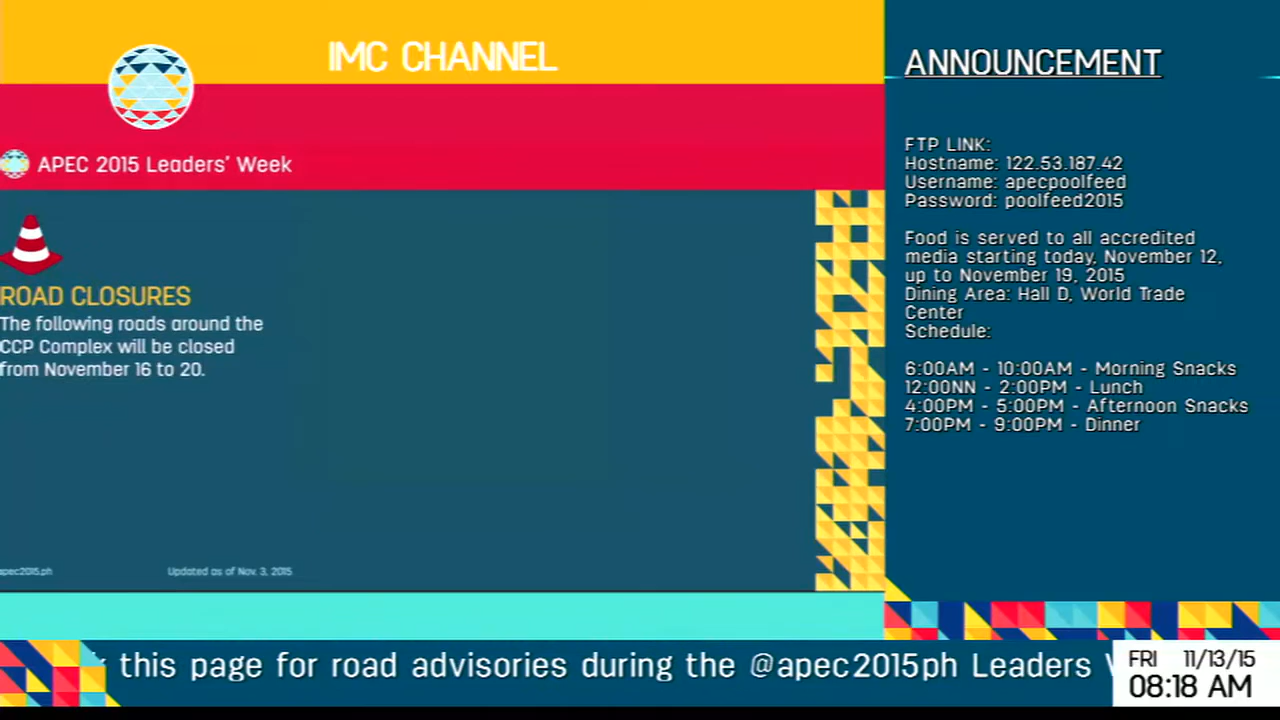 IMC CHANNEL
APEC 2015 Leaders' Week
ROAD CLOSURES
The following roads around the
CCP Complex will be closed
from November 16 to 20.
apec2015.ph
Updated as of Nov. 3, 2015
ANNOUNCEMENT
FTP LINK:
Hostname: 122.53.187.42
Username: apecpoolfeed
Password: poolfeed2015
Food is served to all accredited
media starting today, November 12,
up to November 19, 2015
Dining Area: Hall D, World Trade
Center
Schedule:
6:00AM - 10:00AM - Morning Snacks
12:00NN - 2:00PM - Lunch
4:00PM - 5:00PM - Afternoon Snacks
7:00PM - 9:00PM - Dinner
this page for road advisories during the @apec2015ph Leaders
FRI 11/13/15
08:18 AM